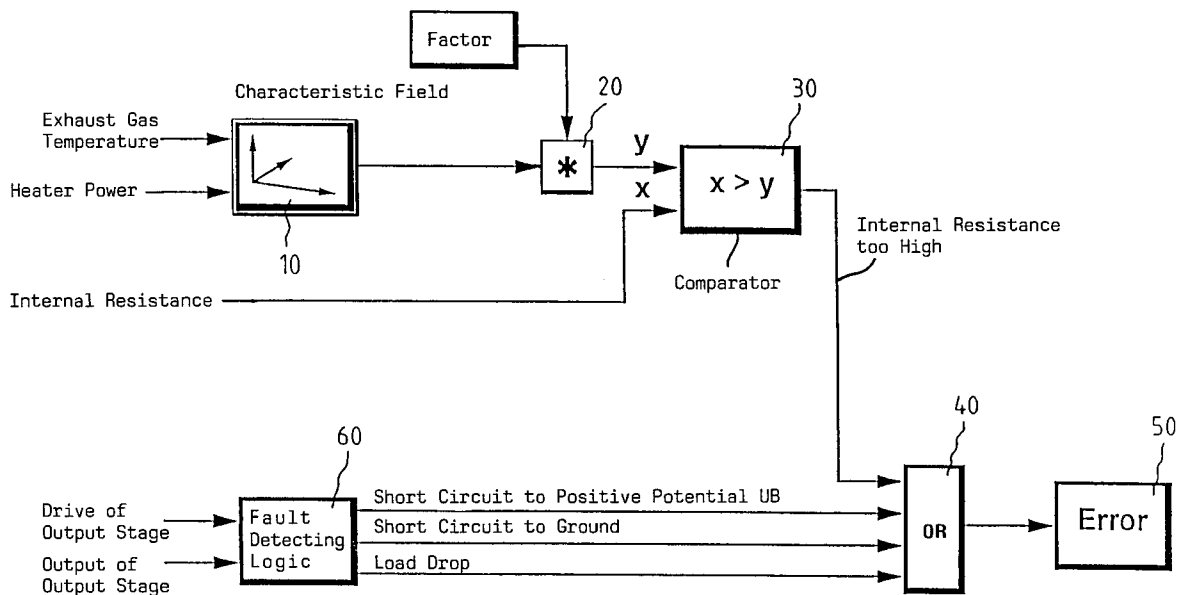 Factor
Characteristic Field
20
30
Exhaust Gas
Temperature
Heater Power
*
y
x
x > y
10
Comparator
Internal Resistance
too High
Internal Resistance
40
50
60
Drive of
Output Stage
Output of
Output Stage
Fault
Detecting
Logic
Short Circuit to Positive Potential UB
Short Circuit to Ground
Load Drop
OR
Error